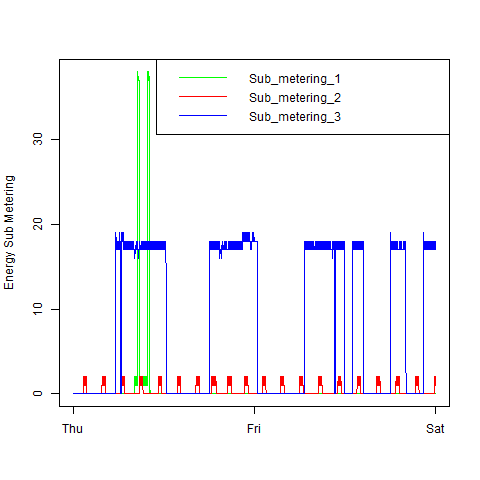 Sub_metering_1
Sub_metering_2
Sub_metering_3
Energy Sub Metering
30
20
10
0
Thu
Fri
Sat